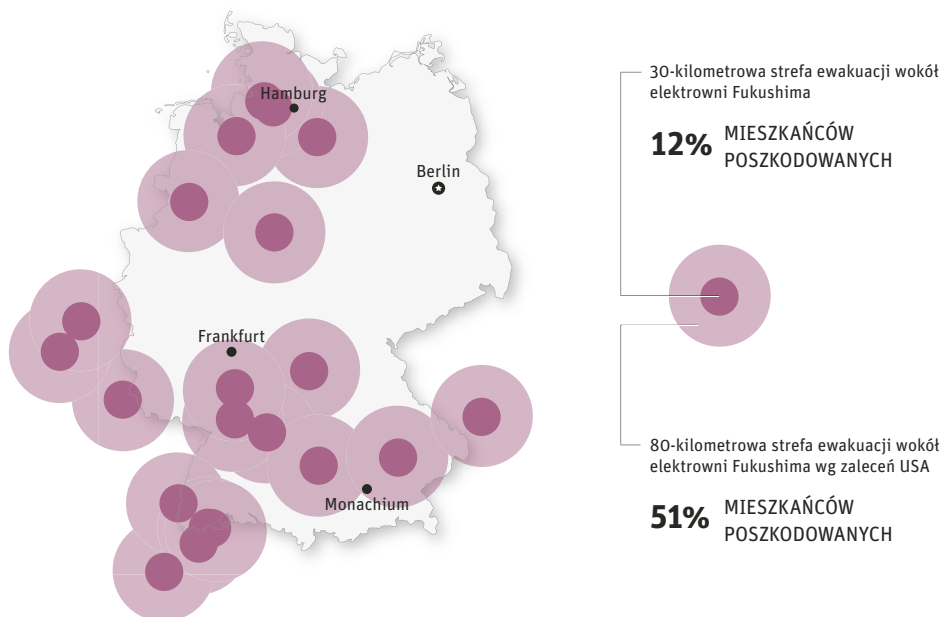 Hamburg
Berlin
Frankfurt
Monachium
30-kilometrowa strefa ewakuacji wokół
elektrowni Fukushima
12% MIESZKAŃCÓW
POSZKODOWANYCH
80-kilometrowa strefa ewakuacji wokół
elektrowni Fukushima wg zaleceń USA
51% MIESZKAŃCÓW
POSZKODOWANYCH